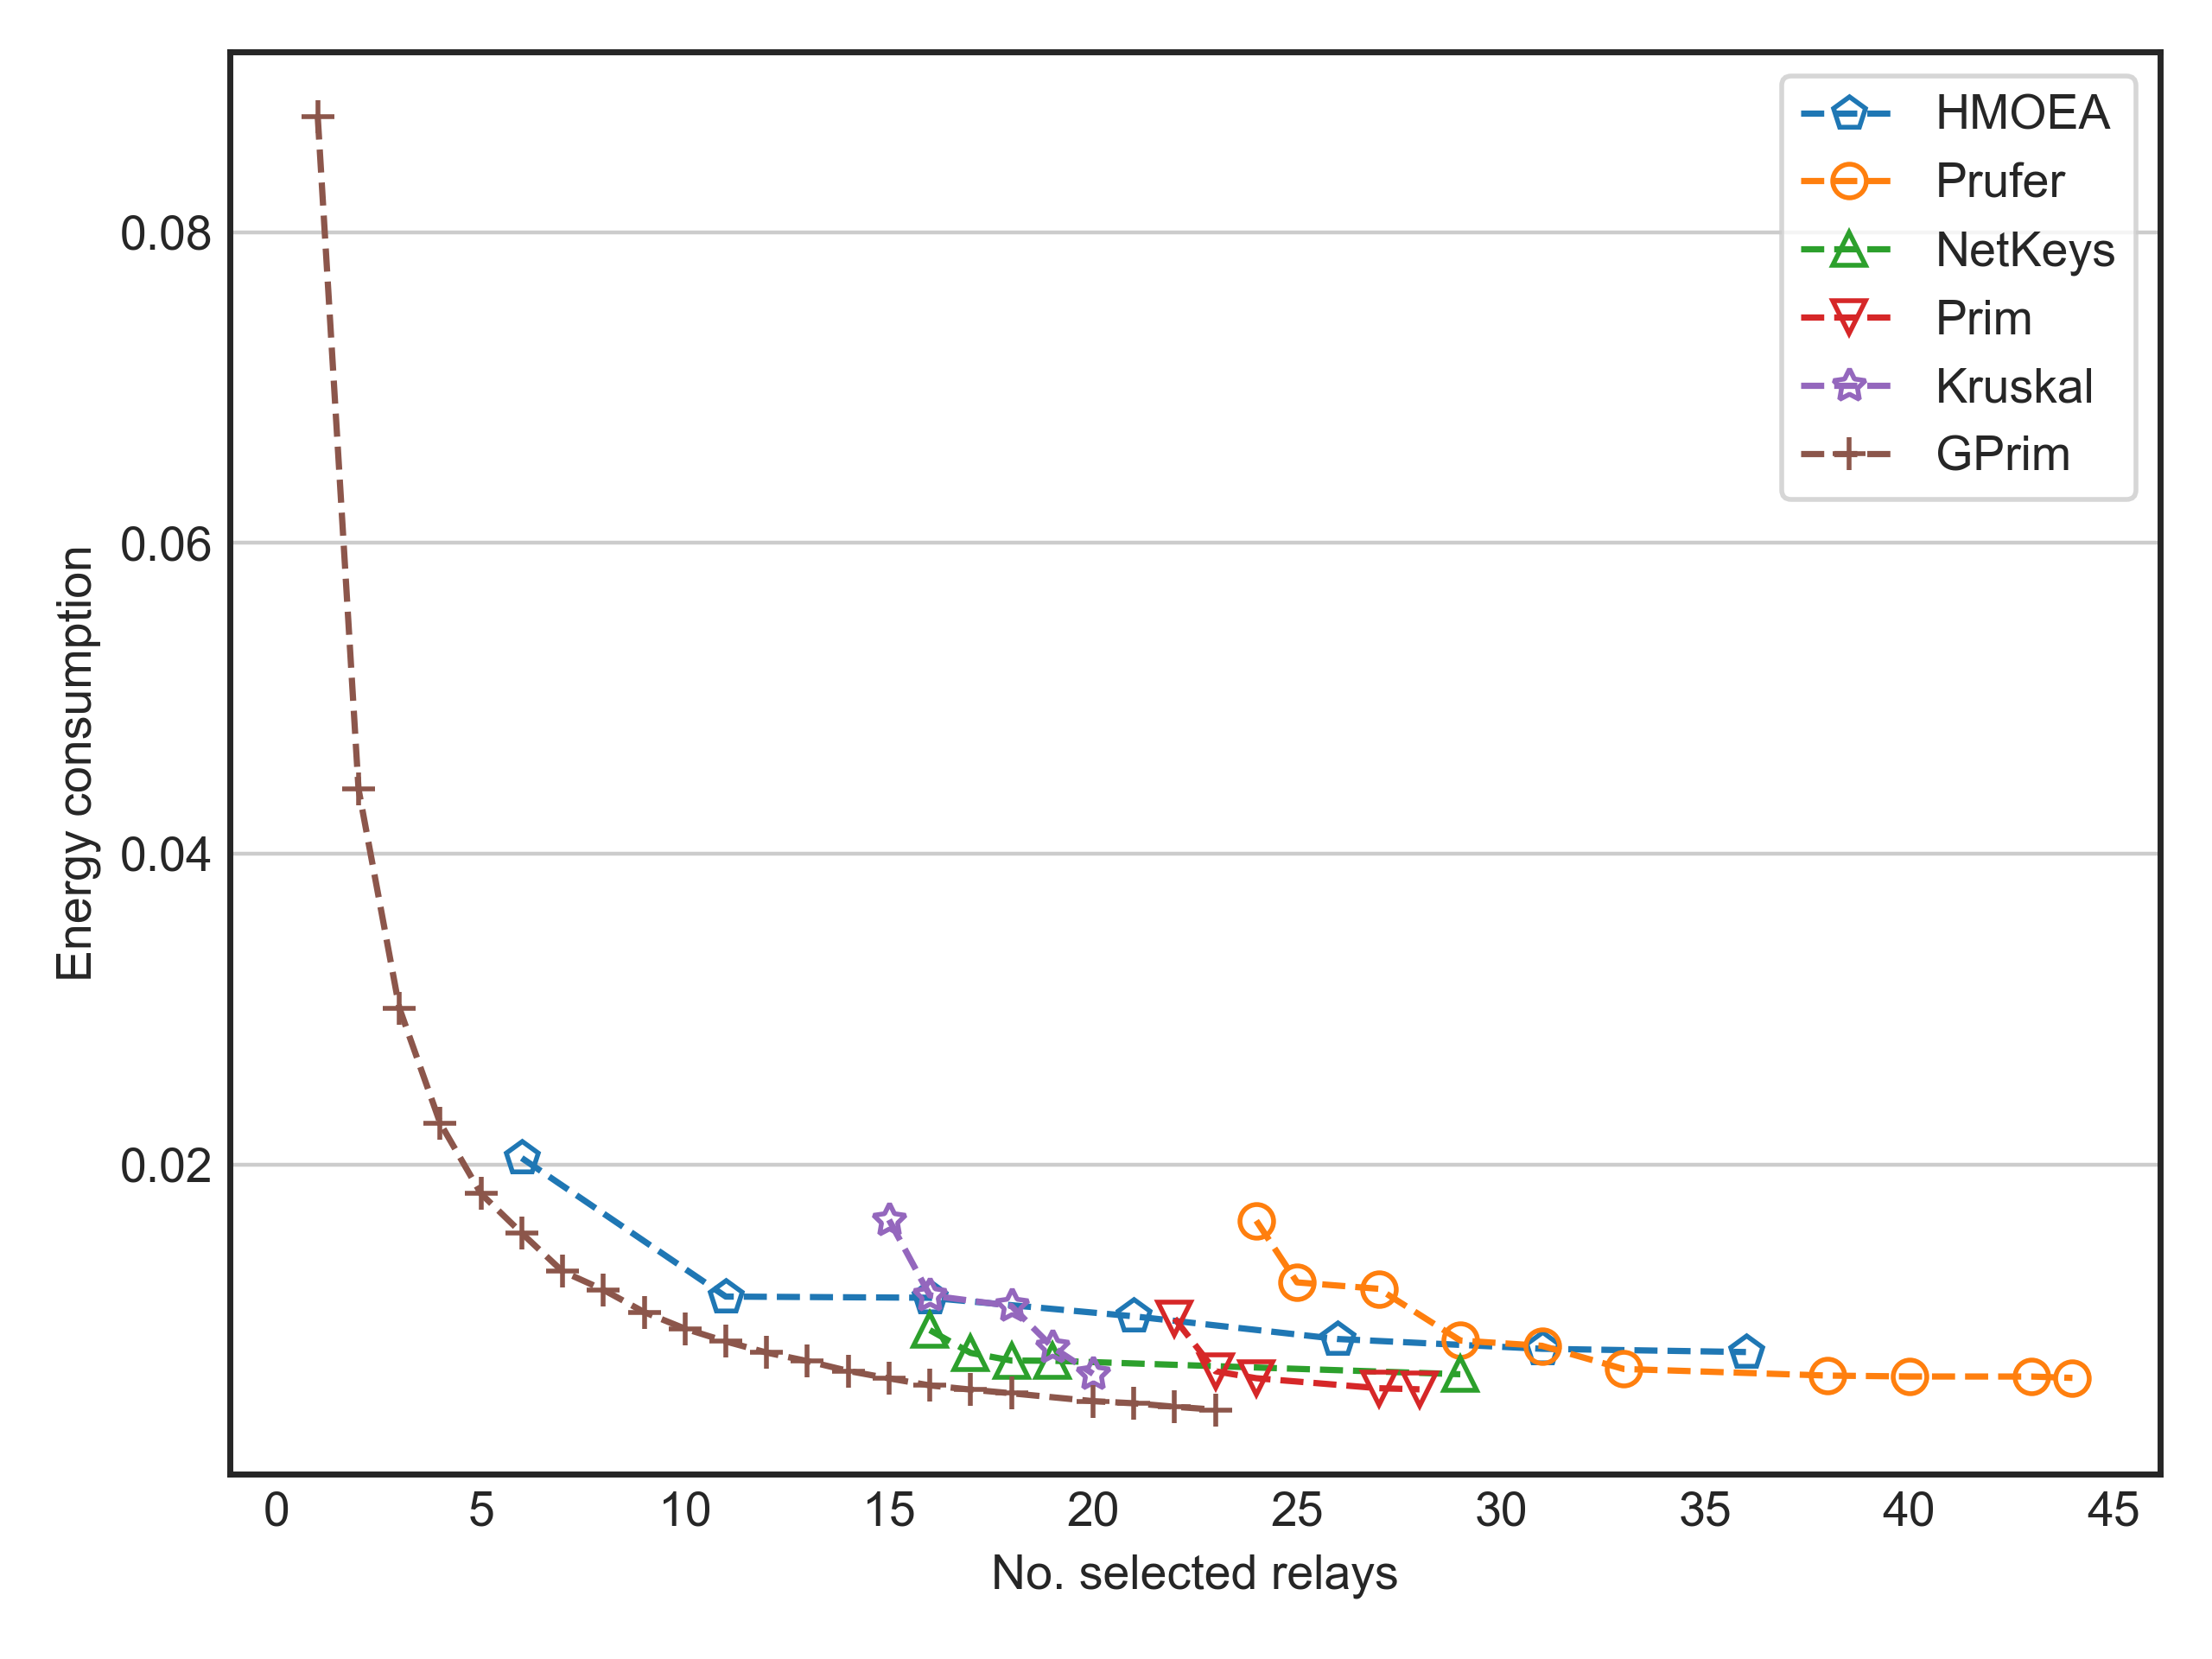 HMOEA
Prufer
NetKeys
Prim
Kruskal
GPrim
0.08
0.06
0.04
0.02
Energy consumption
0 5 10 15 20 25 30 35 40 45
No. selected relays